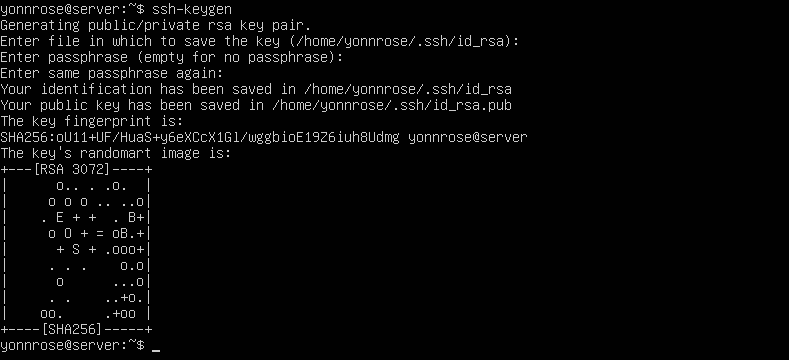 yonnrose@server:~$ ssh-keygen
Generating public/private rsa key pair.
Enter file in which to save the key (/home/yonnrose/.ssh/id_rsa):
Enter passphrase (empty for no passphrase):
Enter same passphrase again:
Your identification has been saved in /home/yonnrose/.ssh/id_rsa
Your public key has been saved in /home/yonnrose/.ssh/id_rsa.pub
The key fingerprint is:
SHA256:oU11+UF/HuaS+y6eXCcX1Gl/wggbioE19Z6iuh8Udmg yonnrose@server
The key's randomart image is:
+---[RSA 3072]----+
|      o.. . .o.  |
|     o o o .. ..o|
|    . E + +  . B+|
|     o O + = oB.+|
|      + S + .ooo+|
|     . . .    o.o|
|      o      ...o|
|     . .    ..+o.|
|    oo.     .+oo |
+----[SHA256]-----+
yonnrose@server:~$ _